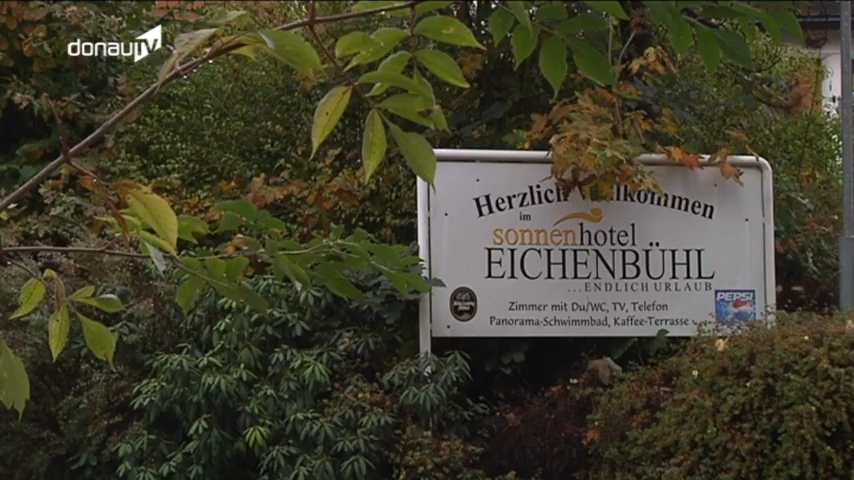 donauTV
Herzlich Willkommen
im
sonnenhotel
EICHENBÜHL
...ENDLICH URLAUB
Zimmer mit Du/WC, TV, Telefon
Panorama-Schwimmbad, Kaffee-Terrasse
PEPSI